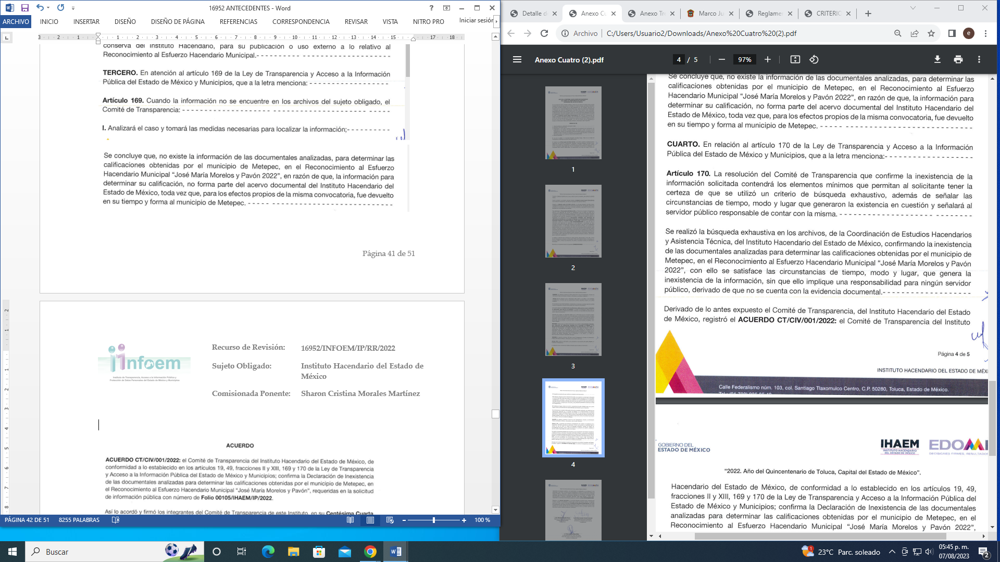 16952 ANTECEDENTES - Word
ARCHIVO INICIO INSERTAR DISEÑO DISEÑO DE PÁGINA REFERENCIAS CORRESPONDENCIA REVISAR VISTA NITRO PRO Iniciar sesión
conserva del Instituto Hacendario, para su publicación o uso externo a lo relativo al
Reconocimiento al Esfuerzo Hacendario Municipal.- - - - - - - - - - - - - - - - - - - - - - - - - - - -
TERCERO. En atención al artículo 169 de la Ley de Transparencia y Acceso a la Información
Pública del Estado de México y Municipios, que a la letra menciona: - - - - - - - - - - - - - - - - - -
Artículo 169. Cuando la información no se encuentre en los archivos del sujeto obligado, el
Comité de Transparencia: - - - - - - - - - - - - - - - - - - - - - - - - - - - - - - - - - - - - - - - -
I. Analizará el caso y tomará las medidas necesarias para localizar la información;- - - - - - - - - -
Se concluye que, no existe la información de las documentales analizadas, para determinar las
calificaciones obtenidas por el municipio de Metepec, en el Reconocimiento al Esfuerzo
Hacendario Municipal “José María Morelos y Pavón 2022”, en razón de que, la información para
determinar su calificación, no forma parte del acervo documental del Instituto Hacendario del
Estado de México, toda vez que, para los efectos propios de la misma convocatoria, fue devuelto
en su tiempo y forma al municipio de Metepec. - - - - - - - - - - - - - - - - - - - - - - - - - - - - -
Página 41 de 51
infoem
Instituto de Transparencia, Acceso a la Información Pública y
Protección de Datos Personales del Estado de México y Municipios
Recurso de Revisión: 16952/INFOEM/IP/RR/2022
Sujeto Obligado: Instituto Hacendario del Estado de
México
Comisionada Ponente: Sharon Cristina Morales Martínez
ACUERDO
ACUERDO CT/CIV/001/2022: el Comité de Transparencia del Instituto Hacendario del Estado de México, de
conformidad a lo establecido en los artículos 19, 49, fracciones II y XIII, 169 y 170 de la Ley de Transparencia
y Acceso a la Información Pública del Estado de México y Municipios; confirma la Declaración de Inexistencia
de las documentales analizadas para determinar las calificaciones obtenidas por el municipio de Metepec, en
el Reconocimiento al Esfuerzo Hacendario Municipal “José María Morelos y Pavón”, requeridas en la solicitud
de información pública con número de Folio 00105/IHAEM/IP/2022.
Así lo acordó y firmó los integrantes del Comité de Transparencia de este Instituto, en su Centésima Cuarta
PÁGINA 42 DE 51 8255 PALABRAS 100 %
Detalle d Anexo Cu Anexo Tr Marco Ju Reglame CRITERIC
Archivo C:/Users/Usuario2/Downloads/Anexo%20Cuatro%20(2).pdf
Anexo Cuatro (2).pdf 4 / 5 97%
1
2
3
4
Se concluye que, no existe la información de las documentales analizadas, para determinar las
calificaciones obtenidas por el municipio de Metepec, en el Reconocimiento al Esfuerzo
Hacendario Municipal “José María Morelos y Pavón 2022”, en razón de que, la información para
determinar su calificación, no forma parte del acervo documental del Instituto Hacendario del
Estado de México, toda vez que, para los efectos propios de la misma convocatoria, fue devuelto
en su tiempo y forma al municipio de Metepec. - - - - - - - - - - - - - - - - - - - - - - - - - - - - -
CUARTO. En relación al artículo 170 de la Ley de Transparencia y Acceso a la Información
Pública del Estado de México y Municipios, que a la letra menciona:- - - - - - - - - - - - - - - - - -
Artículo 170. La resolución del Comité de Transparencia que confirme la inexistencia de la
información solicitada contendrá los elementos mínimos que permitan al solicitante tener la
certeza de que se utilizó un criterio de búsqueda exhaustivo, además de señalar las
circunstancias de tiempo, modo y lugar que generaron la existencia en cuestión y señalará al
servidor público responsable de contar con la misma. - - - - - - - - - - - - - - - - - - - - - - - - - -
Se realizó la búsqueda exhaustiva en los archivos, de la Coordinación de Estudios Hacendarios
y Asistencia Técnica, del Instituto Hacendario del Estado de México, confirmando la inexistencia
de las documentales analizadas para determinar las calificaciones obtenidas por el municipio de
Metepec, en el Reconocimiento al Esfuerzo Hacendario Municipal “José María Morelos y Pavón
2022”, con ello se satisface las circunstancias de tiempo, modo y lugar, que genera la
inexistencia de la información, sin que ello implique una responsabilidad para ningún servidor
público, derivado de que no se cuenta con la evidencia documental.- - - - - - - - - - - - - - - - - -
Derivado de lo antes expuesto el Comité de Transparencia, del Instituto Hacendario del Estado
de México, registró el ACUERDO CT/CIV/001/2022: el Comité de Transparencia del Instituto
Página 4 de 5
INSTITUTO HACENDARIO DEL ESTADO DE MÉXI
Calle Federalismo núm. 103, col. Santiago Tlaxomulco Centro, C.P. 50280, Toluca, Estado de México.
GOBIERNO DEL
ESTADO DE MÉXICO
IHAEM
INSTITUTO HACENDARIO
DEL ESTADO DE MÉXICO
EDOMÉX
DECISIONES FIRMES, RESULTADOS
“2022. Año del Quincentenario de Toluca, Capital del Estado de México”.
Hacendario del Estado de México, de conformidad a lo establecido en los artículos 19, 49,
fracciones II y XIII, 169 y 170 de la Ley de Transparencia y Acceso a la Información Pública del
Estado de México y Municipios; confirma la Declaración de Inexistencia de las documentales
analizadas para determinar las calificaciones obtenidas por el municipio de Metepec, en el
Reconocimiento al Esfuerzo Hacendario Municipal “José María Morelos y Pavón 2022”,
Buscar
23°C Parc. soleado
05:45 p. m.
07/08/2023
2